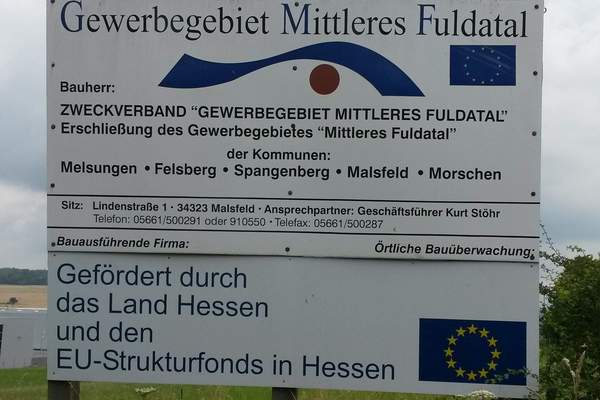 Gewerbegebiet Mittleres Fuldatal
Bauherr:
ZWECKVERBAND "GEWERBEGEBIET MITTLERES FULDATAL"
Erschließung des Gewerbegebietes "Mittleres Fuldatal"
der Kommunen:
Melsungen • Felsberg • Spangenberg • Malsfeld • Morschen
Sitz: Lindenstraße 1 · 34323 Malsfeld · Ansprechpartner: Geschäftsführer Kurt Stöhr
Telefon: 05661/500291 oder 910550 · Telefax: 05661/500287
Bauausführende Firma: Örtliche Bauüberwachung:
Gefördert durch
das Land Hessen
und den
EU-Strukturfonds in Hessen